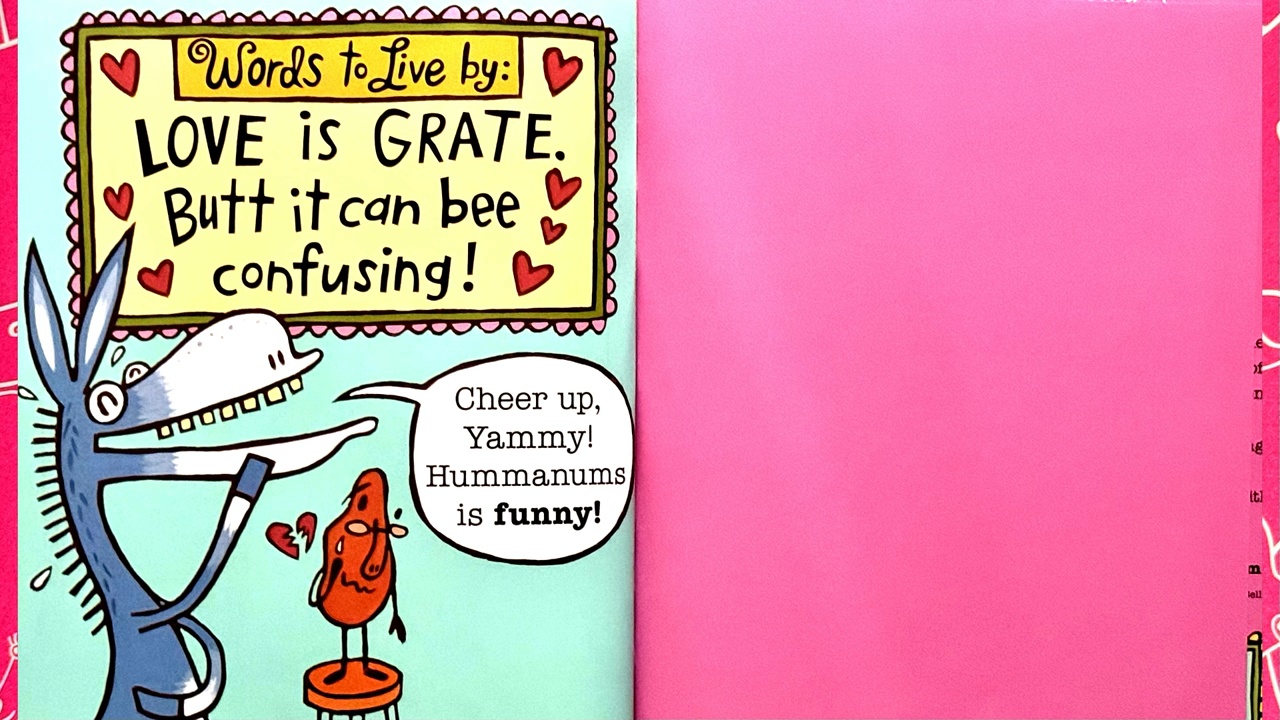 Words to Live by:
LOVE is GRATE.
Butt it can bee
confusing!
Cheer up,
Yammy!
Hummanums
is funny!